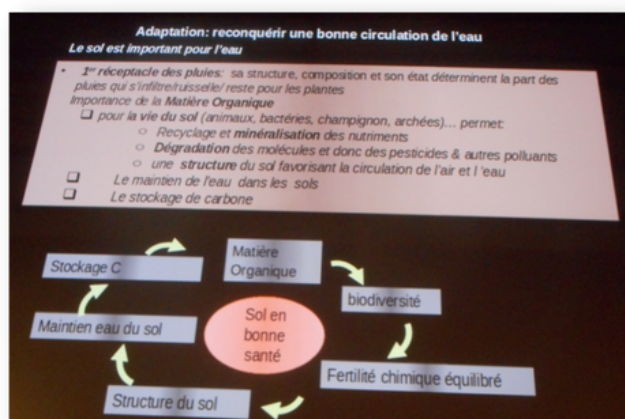 Adaptation: reconquérir une bonne circulation de l'eau
Le sol est important pour l'eau
• 1er réceptacle des pluies: sa structure, composition et son état déterminent la part des
pluies qui s'infiltre/ruisselle/ reste pour les plantes
Importance de la Matière Organique
❑ pour la vie du sol (animaux, bactéries, champignon, archées)... permet:
○ Recyclage et minéralisation des nutriments
○ Dégradation des molécules et donc des pesticides & autres polluants
○ une structure du sol favorisant la circulation de l'air et l 'eau
❑ Le maintien de l'eau dans les sols
❑ Le stockage de carbone
Matière
Organique
biodiversité
Fertilité chimique équilibré
Structure du sol
Maintien eau du sol
Stockage C
Sol en
bonne
santé